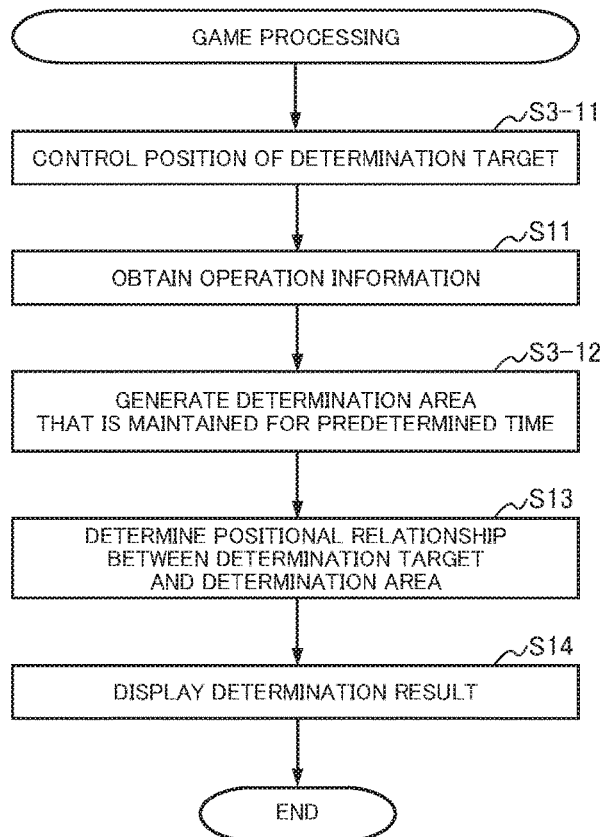 GAME PROCESSING
S3-11
CONTROL POSITION OF DETERMINATION TARGET
S11
OBTAIN OPERATION INFORMATION
S3-12
GENERATE DETERMINATION AREA
THAT IS MAINTAINED FOR PREDETERMINED TIME
S13
DETERMINE POSITIONAL RELATIONSHIP
BETWEEN DETERMINATION TARGET
AND DETERMINATION AREA
S14
DISPLAY DETERMINATION RESULT
END